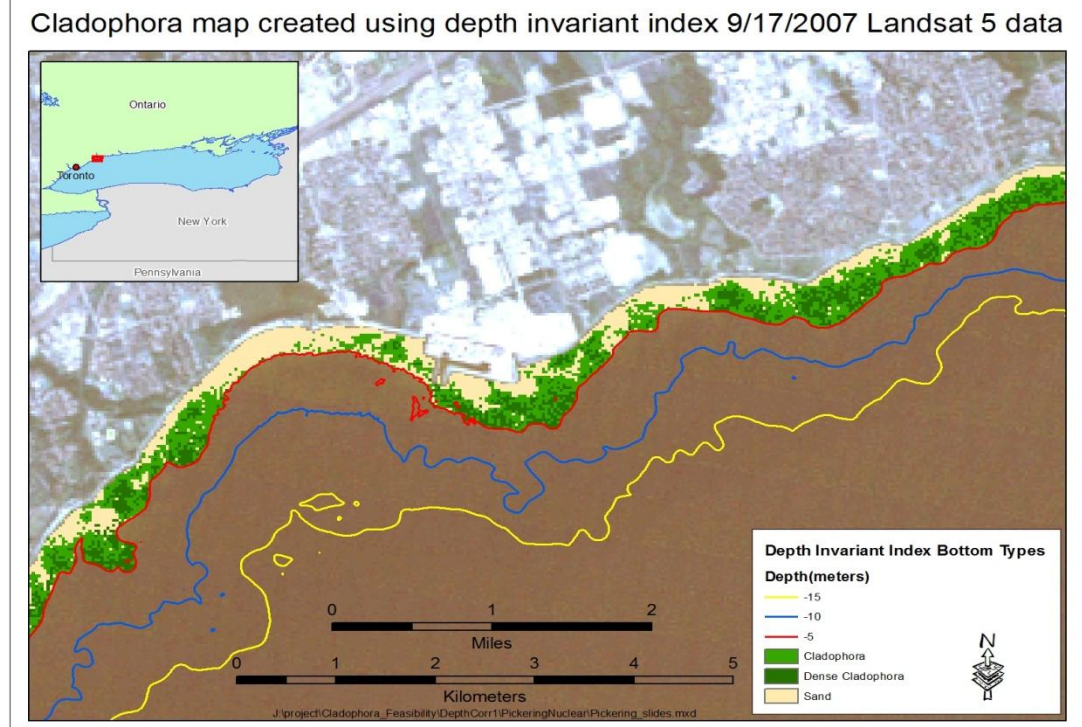 Cladophora map created using depth invariant index 9/17/2007 Landsat 5 data
Ontario
Toronto
New York
Pennsylvania
Depth Invariant Index Bottom Types
Depth(meters)
-15
-10
-5
Cladophora
Dense Cladophora
Sand
N
0 1 2
Miles
0 1 2 3 4 5
Kilometers
J:\project\Cladophora_Feasibility\DepthCorr1\PickeringNuclear\Pickering_slides.mxd